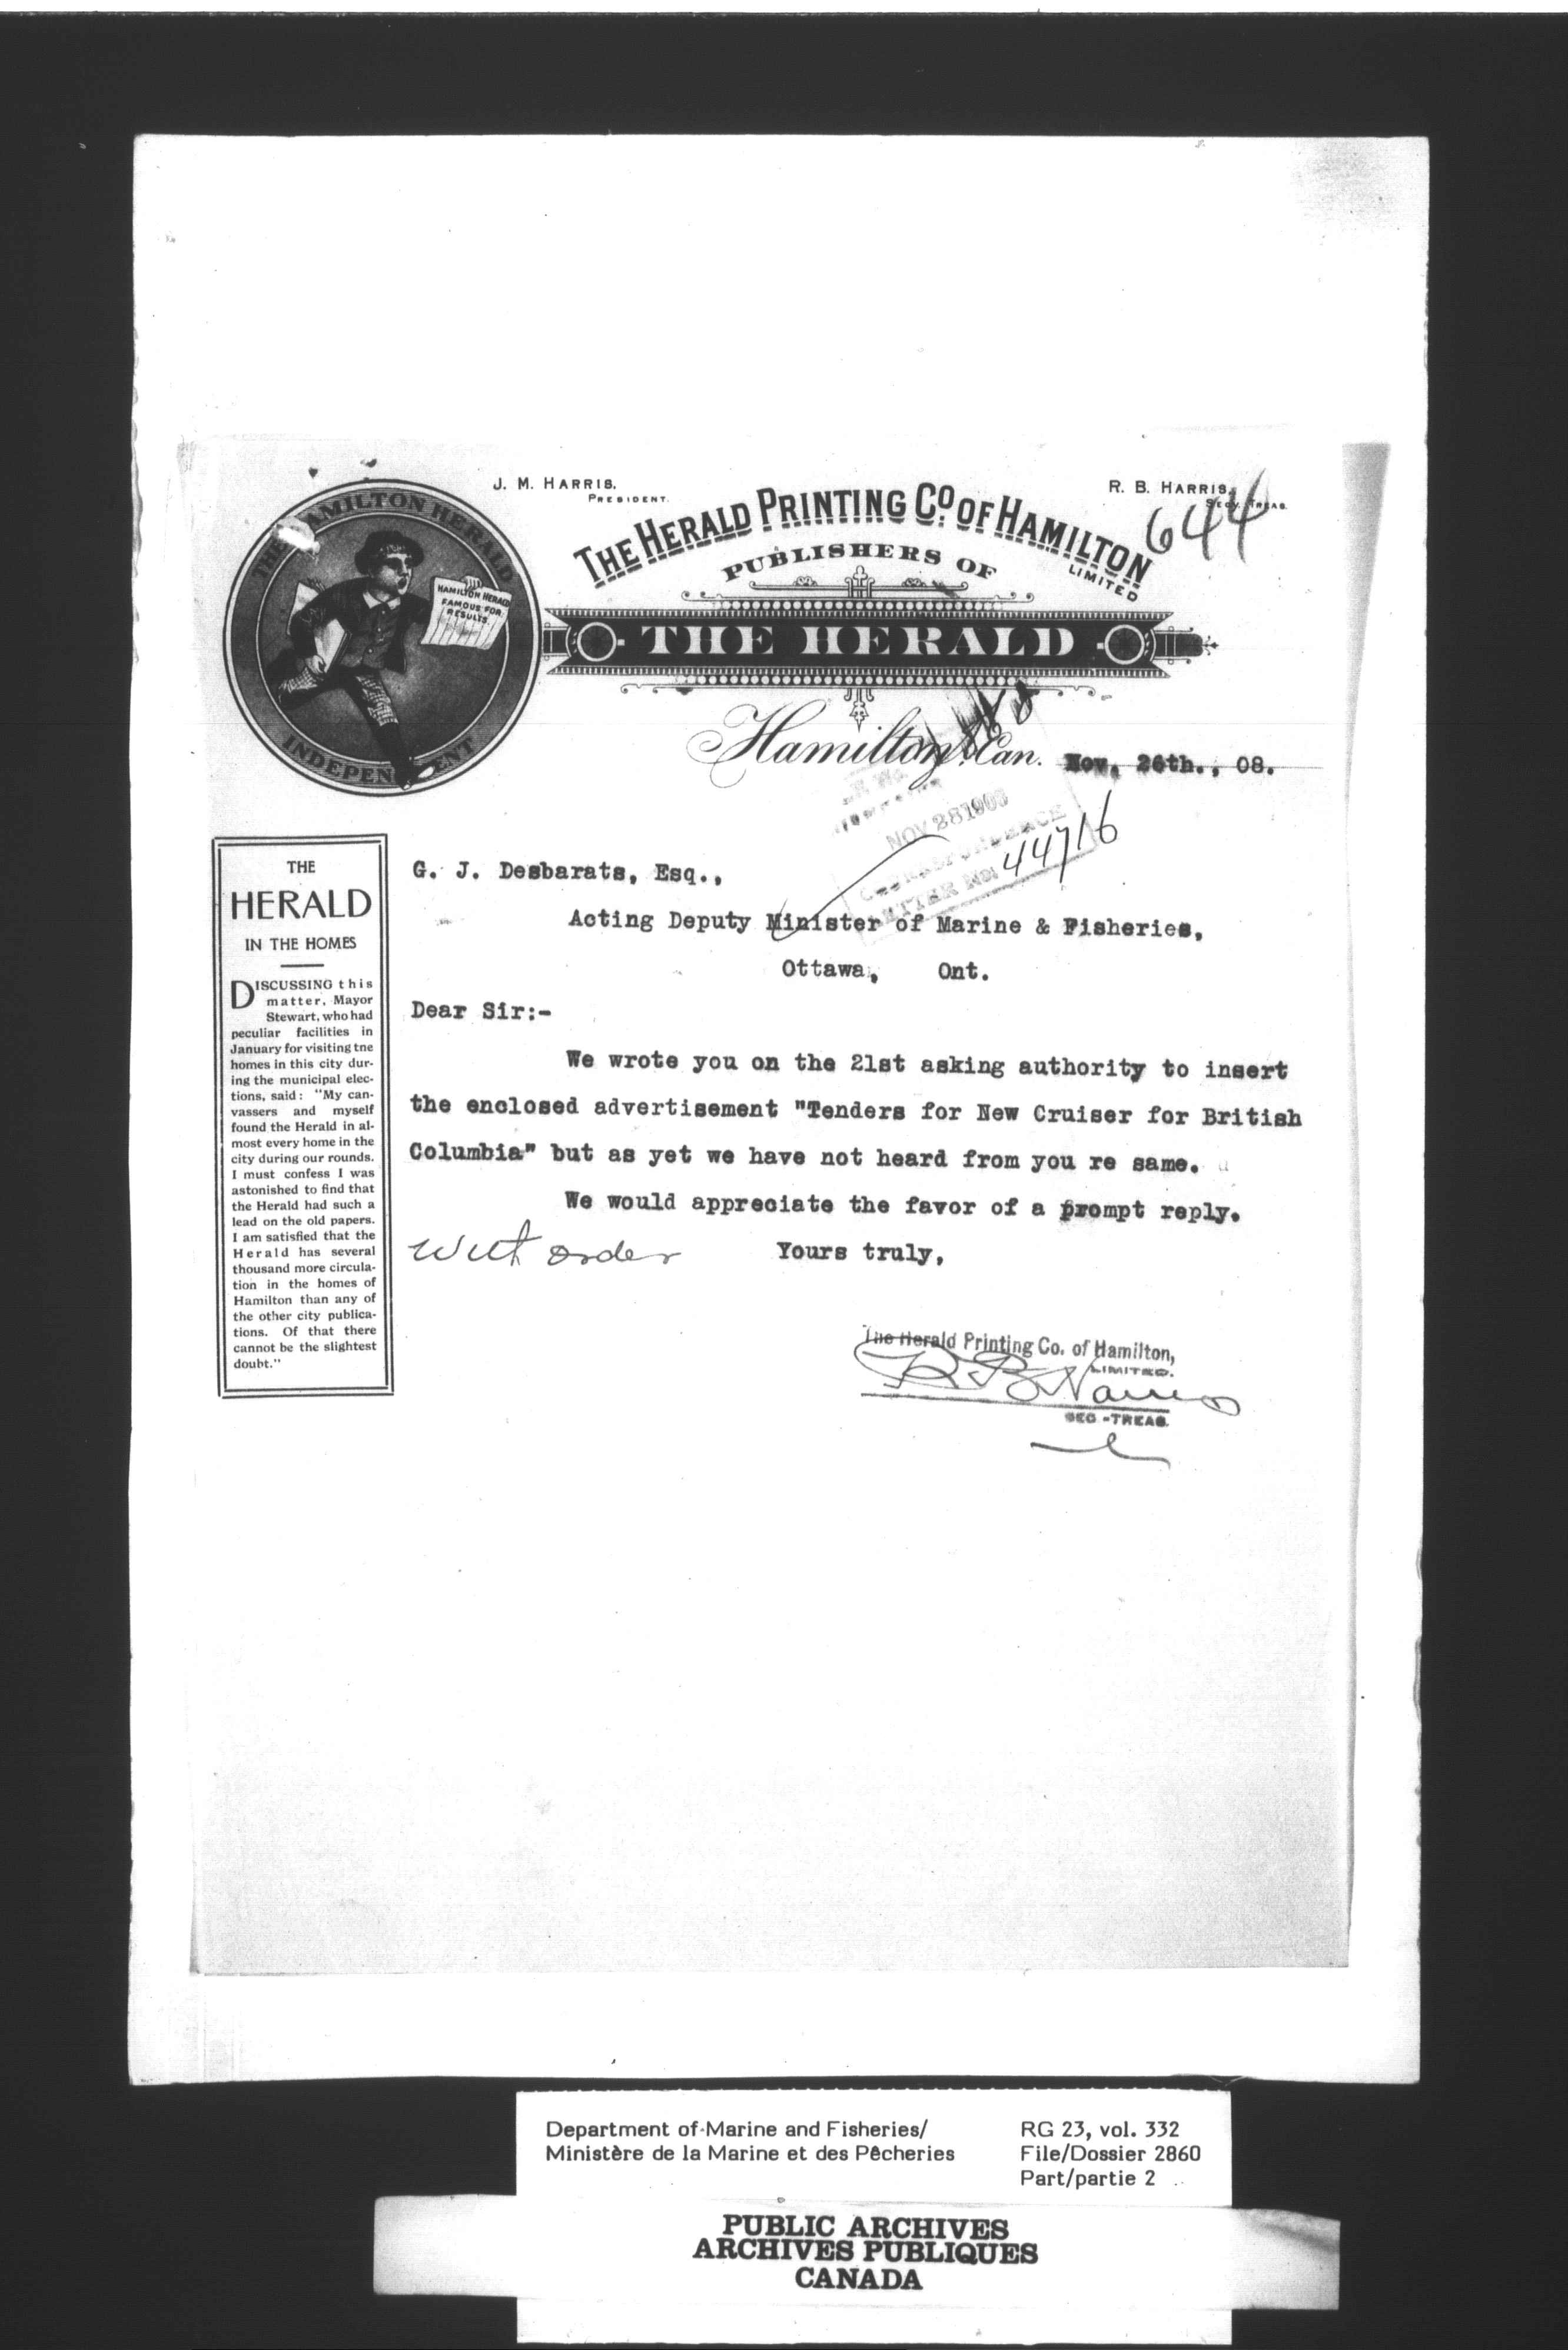 J. M. HARRIS,
PRESIDENT.
R. B. HARRIS,
SECY. TREAS.
644
THE HERALD PRINTING CO. OF HAMILTON
LIMITED
PUBLISHERS OF
THE HERALD
THE HAMILTON HERALD
HAMILTON HERALD
FAMOUS FOR
RESULTS.
INDEPENDENT
Hamilton, Can. Nov. 26th., 08.
NOV 28 1908
CORRESPONDENCE
LETTER No: 44716
G. J. Desbarats, Esq.,
Acting Deputy Minister of Marine & Fisheries,
Ottawa, Ont.
Dear Sir:-
We wrote you on the 21st asking authority to insert
the enclosed advertisement "Tenders for New Cruiser for British
Columbia" but as yet we have not heard from you re same.
We would appreciate the favor of a prompt reply.
Yours truly,
order
The Herald Printing Co. of Hamilton,
LIMITED.
R B Harris
SEC-TREAS.
THE
HERALD
IN THE HOMES
DISCUSSING this
matter, Mayor
Stewart, who had
peculiar facilities in
January for visiting tne
homes in this city dur-
ing the municipal elec-
tions, said: "My can-
vassers and myself
found the Herald in al-
most every home in the
city during our rounds.
I must confess I was
astonished to find that
the Herald had such a
lead on the old papers.
I am satisfied that the
Herald has several
thousand more circula-
tion in the homes of
Hamilton than any of
the other city publica-
tions. Of that there
cannot be the slightest
doubt."
Department of Marine and Fisheries/
Ministère de la Marine et des Pêcheries
RG 23, vol. 332
File/Dossier 2860
Part/partie 2
PUBLIC ARCHIVES
ARCHIVES PUBLIQUES
CANADA